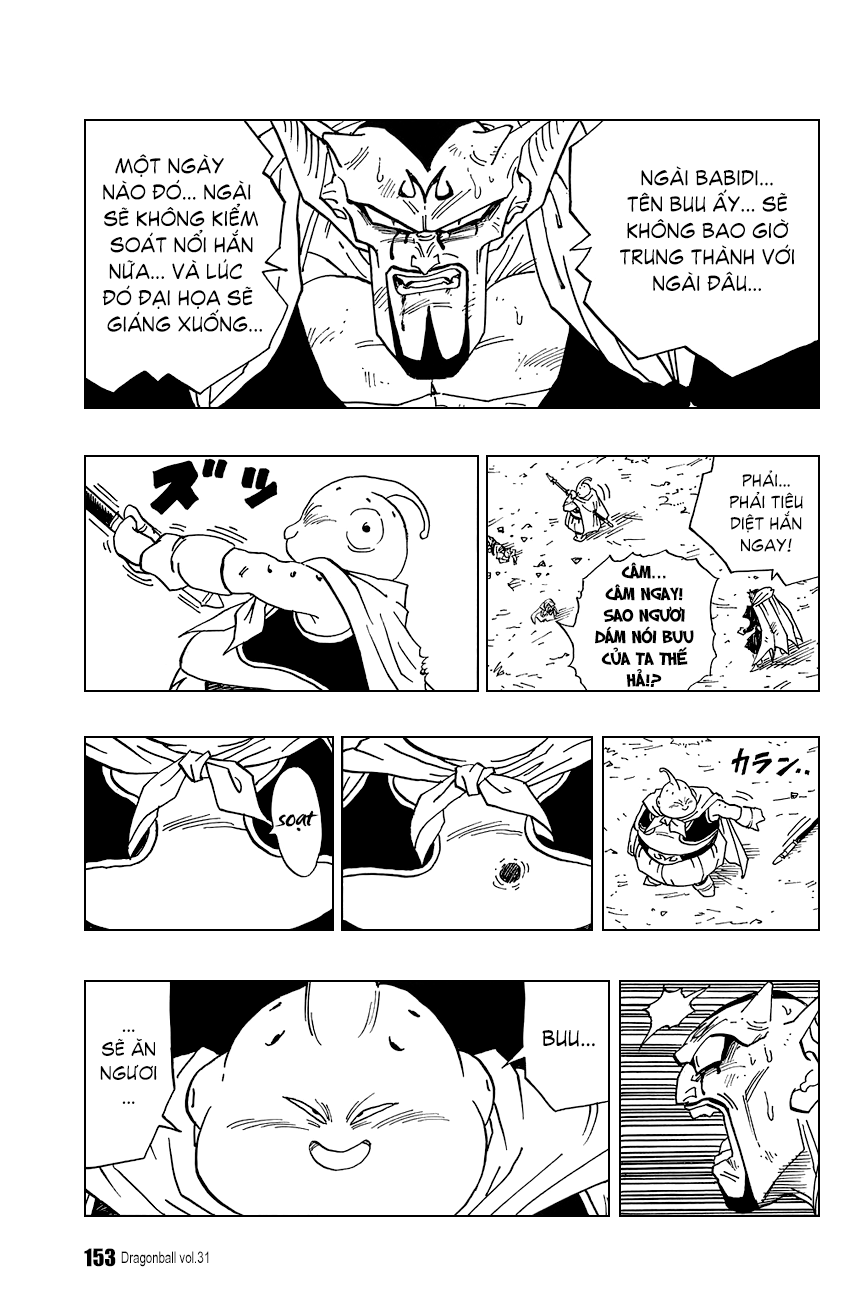 NGÀI BABIDI...
TÊN BUU ẤY... SẼ
KHÔNG BAO GIỜ
TRUNG THÀNH VỚI
NGÀI ĐÂU...
MỘT NGÀY
NÀO ĐÓ... NGÀI
SẼ KHÔNG KIỂM
SOÁT NỔI HẮN
NỮA... VÀ LÚC
ĐÓ ĐẠI HỌA SẼ
GIÁNG XUỐNG...
PHẢI...
PHẢI TIÊU
DIỆT HẮN
NGAY!
CÂM...
CÂM NGAY!
SAO NGƯƠI
DÁM NÓI BUU
CỦA TA THẾ
HẢ!?
ズッ
カラン..
soạt
BUU...
...
SẼ ĂN
NGƯƠI
...
153 Dragonball vol.31